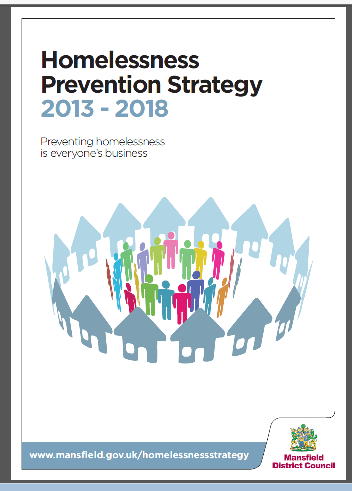 Homelessness
Prevention Strategy
2013 - 2018
Preventing homelessness
is everyone's business
www.mansfield.gov.uk/homelessnessstrategy
Mansfield
District Council